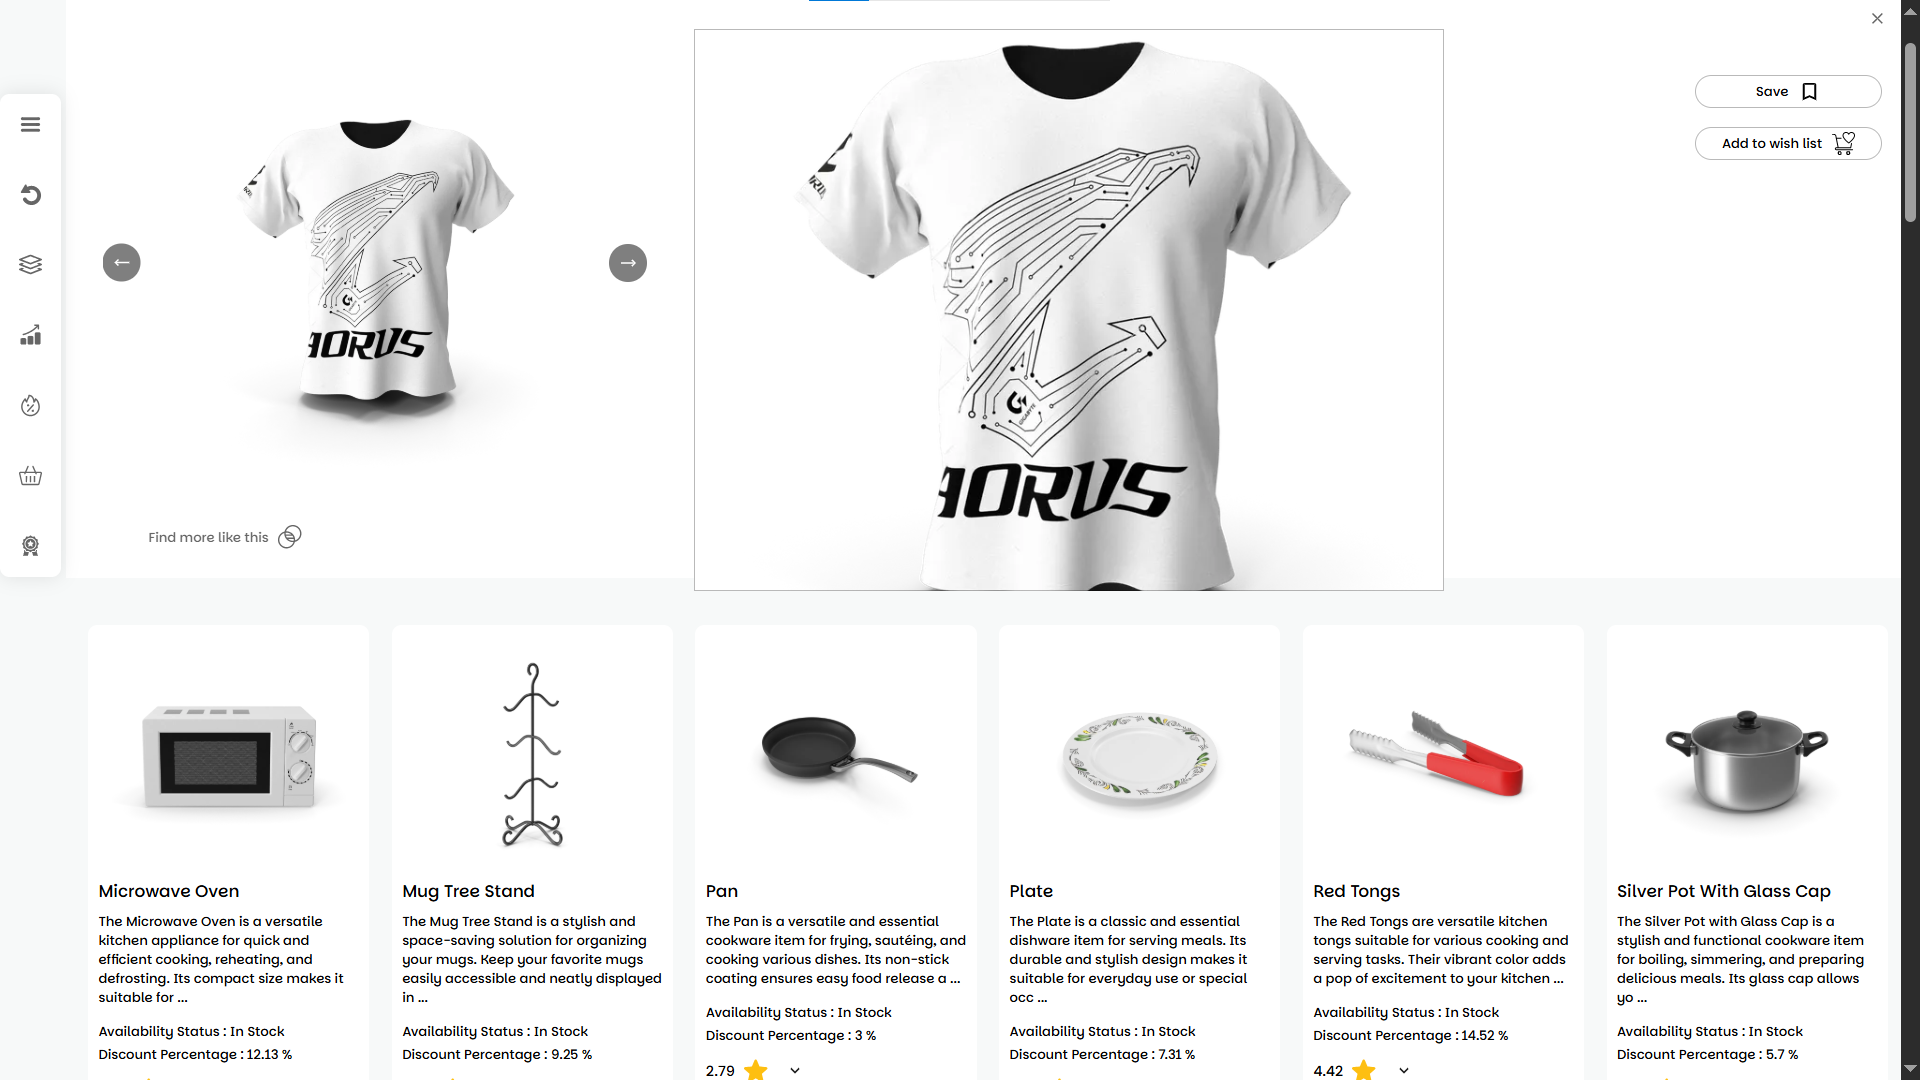 Save
Add to wish list
AORUS
AORUS
GIGABYTE
Find more like this
Microwave Oven
The Microwave Oven is a versatile
kitchen appliance for quick and
efficient cooking, reheating, and
defrosting. Its compact size makes it
suitable for ...
Availability Status : In Stock
Discount Percentage : 12.13 %
Mug Tree Stand
The Mug Tree Stand is a stylish and
space-saving solution for organizing
your mugs. Keep your favorite mugs
easily accessible and neatly displayed
in ...
Availability Status : In Stock
Discount Percentage : 9.25 %
Pan
The Pan is a versatile and essential
cookware item for frying, sautéing, and
cooking various dishes. Its non-stick
coating ensures easy food release a ...
Availability Status : In Stock
Discount Percentage : 3 %
2.79
Plate
The Plate is a classic and essential
dishware item for serving meals. Its
durable and stylish design makes it
suitable for everyday use or special
occ ...
Availability Status : In Stock
Discount Percentage : 7.31 %
Red Tongs
The Red Tongs are versatile kitchen
tongs suitable for various cooking and
serving tasks. Their vibrant color adds
a pop of excitement to your kitchen ...
Availability Status : In Stock
Discount Percentage : 14.52 %
4.42
Silver Pot With Glass Cap
The Silver Pot with Glass Cap is a
stylish and functional cookware item
for boiling, simmering, and preparing
delicious meals. Its glass cap allows
yo ...
Availability Status : In Stock
Discount Percentage : 5.7 %